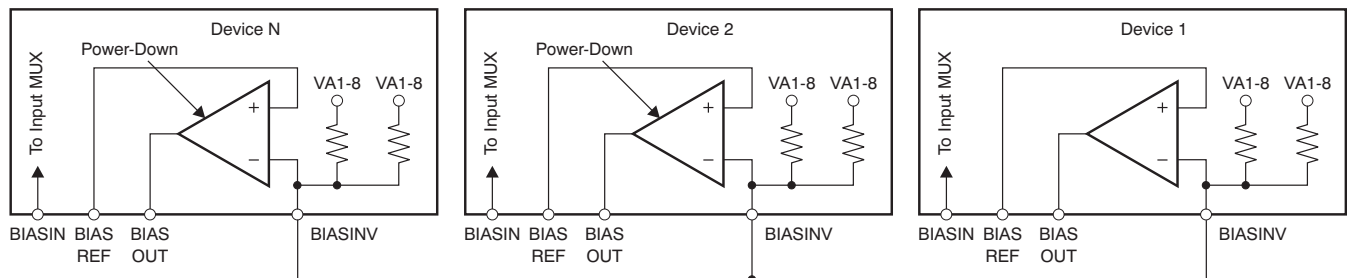 Device N
Power-Down
To Input MUX
VA1-8
VA1-8
+
−
BIASIN
BIAS
REF
BIAS
OUT
BIASINV
Device 2
Power-Down
To Input MUX
VA1-8
VA1-8
+
−
BIASIN
BIAS
REF
BIAS
OUT
BIASINV
Device 1
To Input MUX
VA1-8
VA1-8
+
−
BIASIN
BIAS
REF
BIAS
OUT
BIASINV